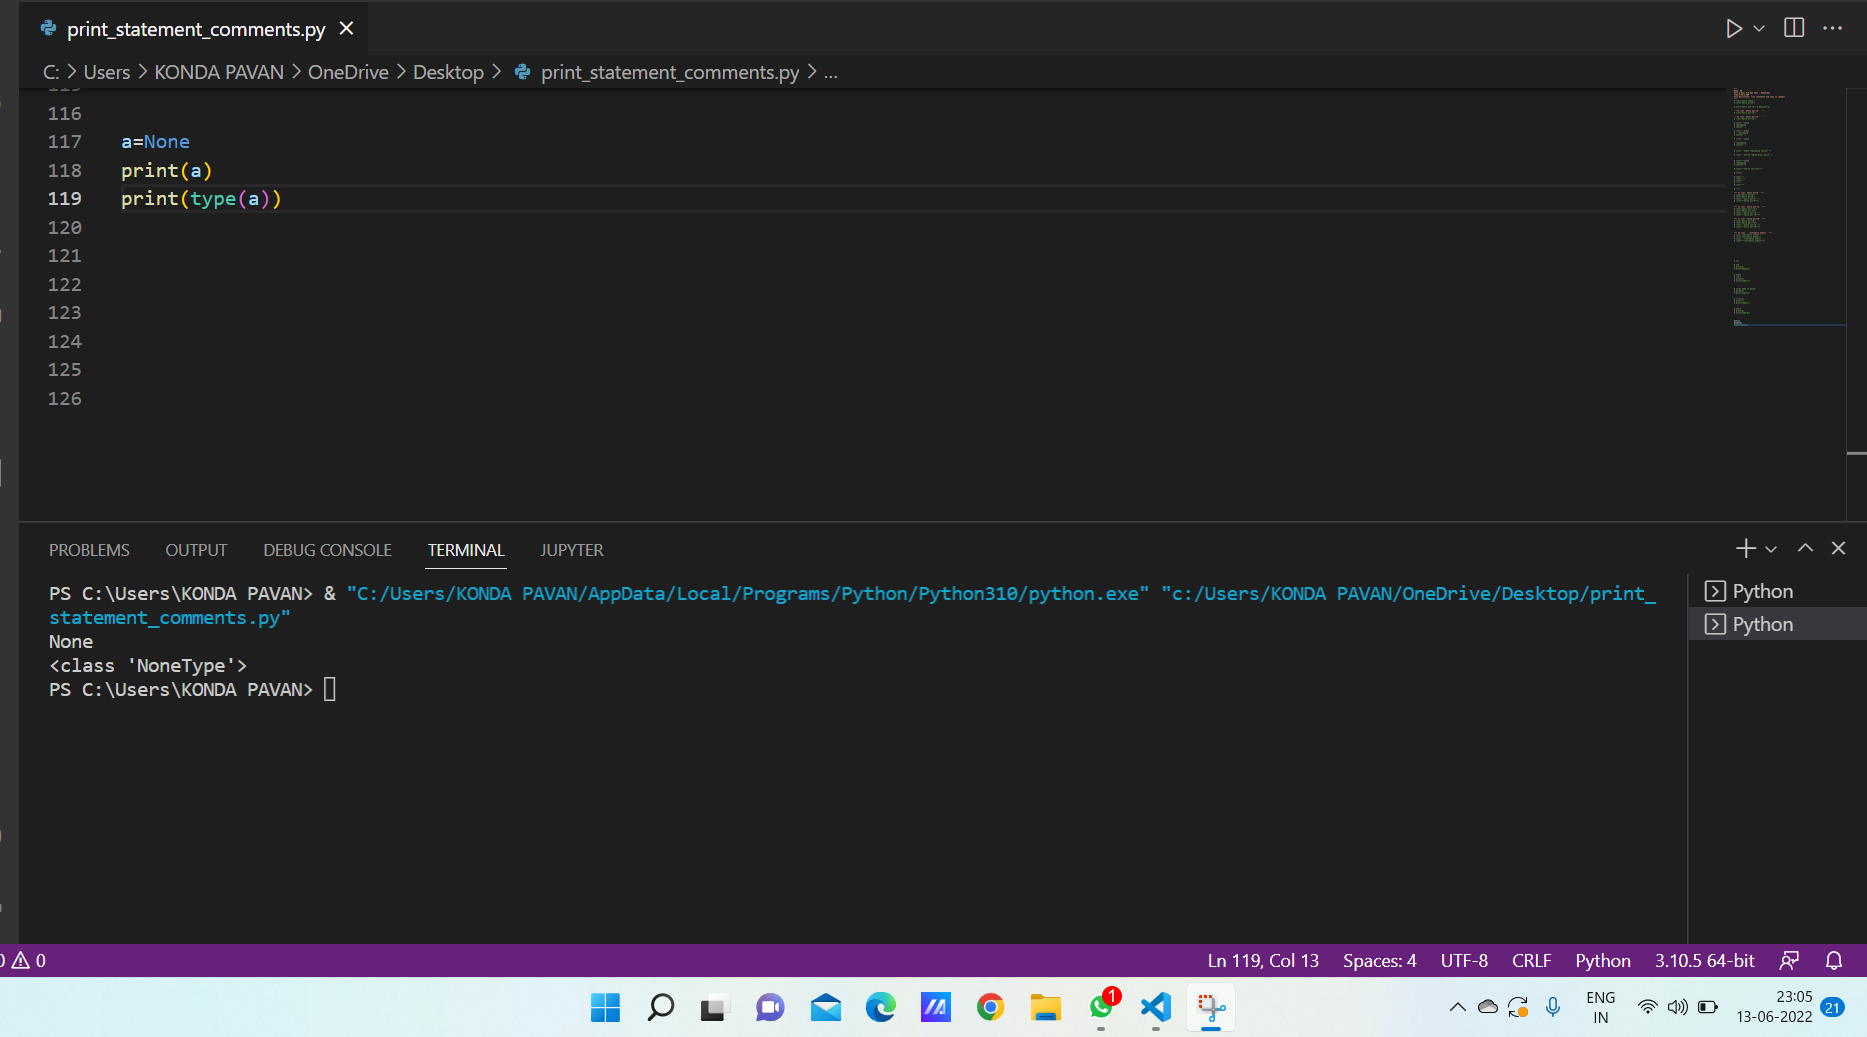 print_statement_comments.py
C: > Users > KONDA PAVAN > OneDrive > Desktop > print_statement_comments.py > ...
116
117 a=None
118 print(a)
119 print(type(a))
120
121
122
123
124
125
126
PROBLEMS OUTPUT DEBUG CONSOLE TERMINAL JUPYTER
PS C:\Users\KONDA PAVAN> & "C:/Users/KONDA PAVAN/AppData/Local/Programs/Python/Python310/python.exe" "c:/Users/KONDA PAVAN/OneDrive/Desktop/print_
statement_comments.py"
None
<class 'NoneType'>
PS C:\Users\KONDA PAVAN>
Python
Python
0 Ln 119, Col 13 Spaces: 4 UTF-8 CRLF Python 3.10.5 64-bit
1
ENG
IN
23:05
13-06-2022
21